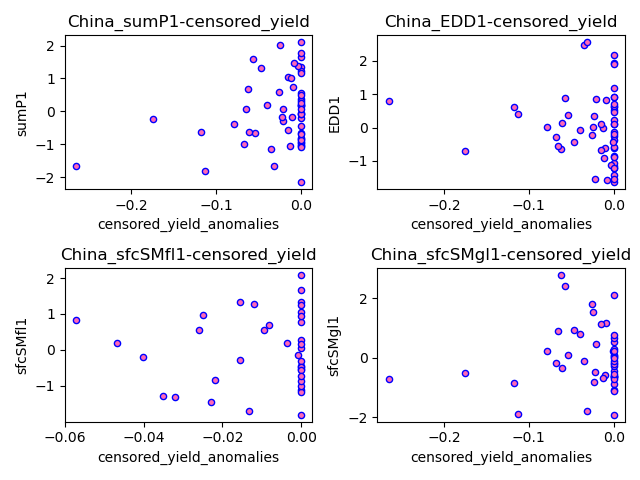 China_sumP1-censored_yield
China_EDD1-censored_yield
sumP1
2
1
0
−1
−2
−0.2
−0.1
0.0
censored_yield_anomalies
EDD1
2
1
0
−1
−0.2
−0.1
0.0
censored_yield_anomalies
China_sfcSMfl1-censored_yield
China_sfcSMgl1-censored_yield
sfcSMfl1
2
1
0
−1
−0.06
−0.04
−0.02
0.00
censored_yield_anomalies
sfcSMgl1
2
0
−2
−0.2
−0.1
0.0
censored_yield_anomalies